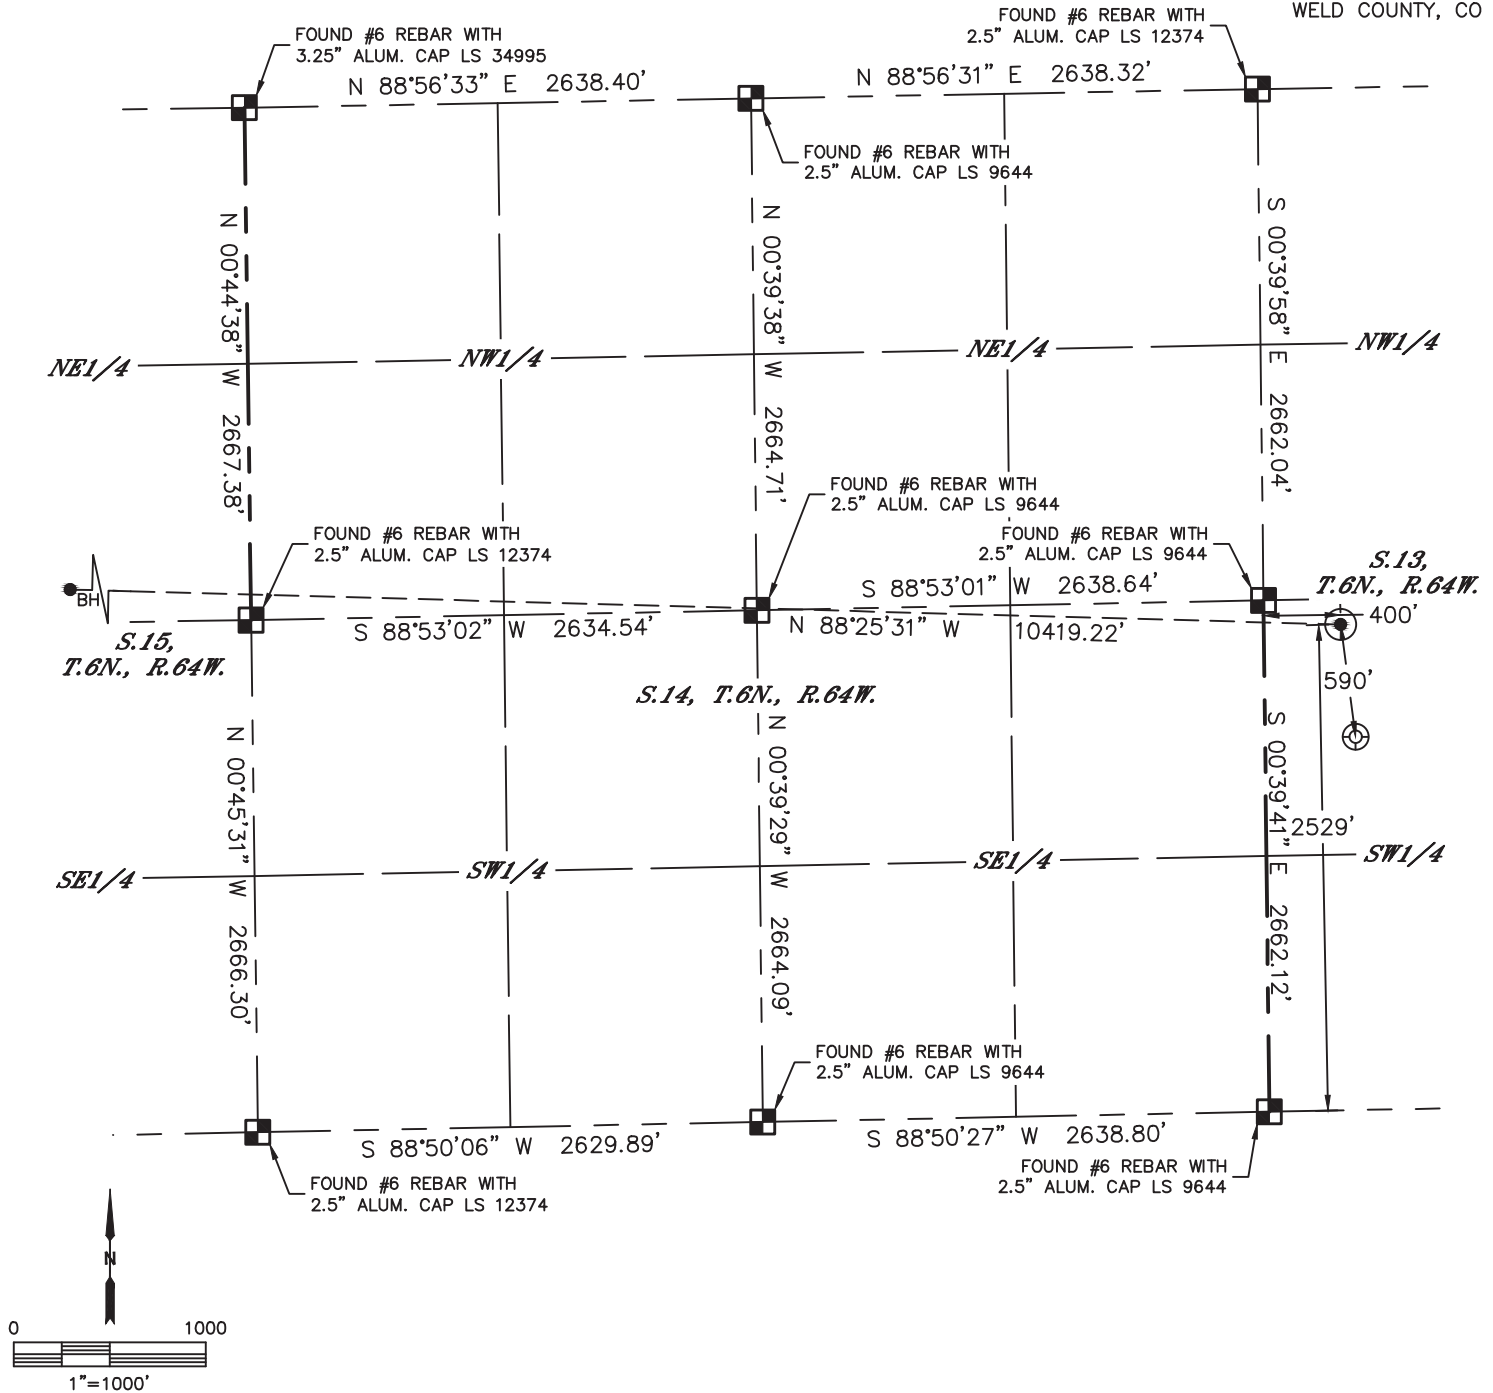 WELD COUNTY, CO
FOUND #6 REBAR WITH
2.5" ALUM. CAP LS 12374
FOUND #6 REBAR WITH
3.25" ALUM. CAP LS 34995
N 88°56'33" E 2638.40'
N 88°56'31" E 2638.32'
FOUND #6 REBAR WITH
2.5" ALUM. CAP LS 9644
N 00°44'38" W 2667.38'
N 00°39'38" W 2664.71'
S 00°39'58" E 2662.04'
NE1/4
NW1/4
NE1/4
NW1/4
FOUND #6 REBAR WITH
2.5" ALUM. CAP LS 9644
FOUND #6 REBAR WITH
2.5" ALUM. CAP LS 12374
FOUND #6 REBAR WITH
2.5" ALUM. CAP LS 9644
S.13,
T.6N., R.64W.
BH
S 88°53'01" W 2638.64'
400'
S 88°53'02" W 2634.54'
N 88°25'31" W 10419.22'
S.15,
T.6N., R.64W.
590'
S.14, T.6N., R.64W.
N 00°45'31" W 2666.30'
N 00°39'29" W 2664.09'
S 00°39'41" E 2662.12'
2529'
SE1/4
SW1/4
SE1/4
SW1/4
FOUND #6 REBAR WITH
2.5" ALUM. CAP LS 9644
S 88°50'06" W 2629.89'
S 88°50'27" W 2638.80'
FOUND #6 REBAR WITH
2.5" ALUM. CAP LS 9644
FOUND #6 REBAR WITH
2.5" ALUM. CAP LS 12374
N
0 1000
1"=1000'